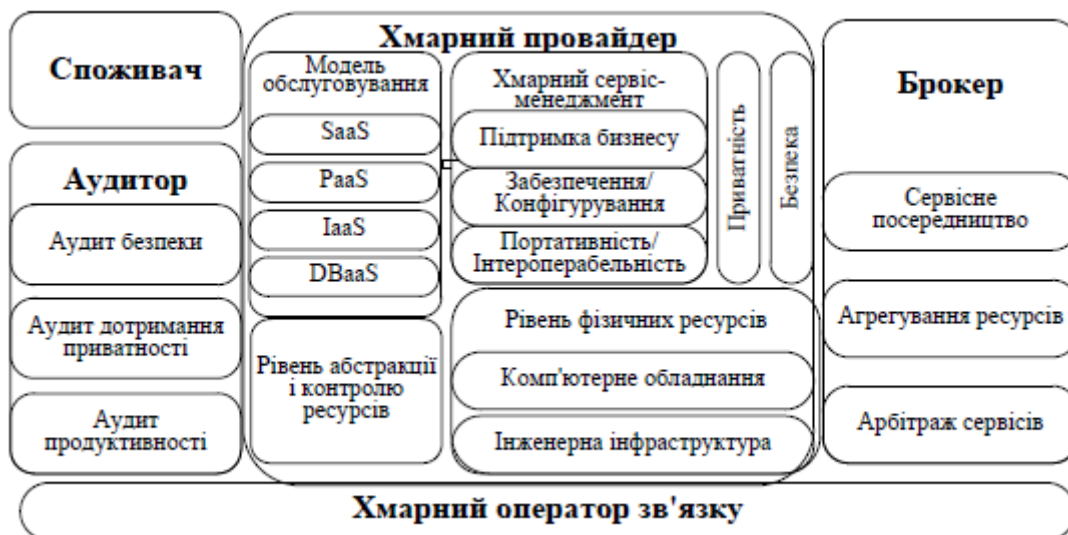 Споживач
Аудитор
Аудит безпеки
Аудит дотримання
приватності
Аудит
продуктивності
Хмарний провайдер
Модель
обслуговування
SaaS
PaaS
IaaS
DBaaS
Рівень абстракції
і контролю
ресурсів
Хмарний сервіс-
менеджмент
Підтримка бизнесу
Забезпечення/
Конфігурування
Портативність/
Інтероперабельність
Приватність
Безпека
Рівень фізичних ресурсів
Комп'ютерне обладнання
Інженерна інфраструктура
Брокер
Сервісне
посередництво
Агрегування ресурсів
Арбітраж сервісів
Хмарний оператор зв'язку